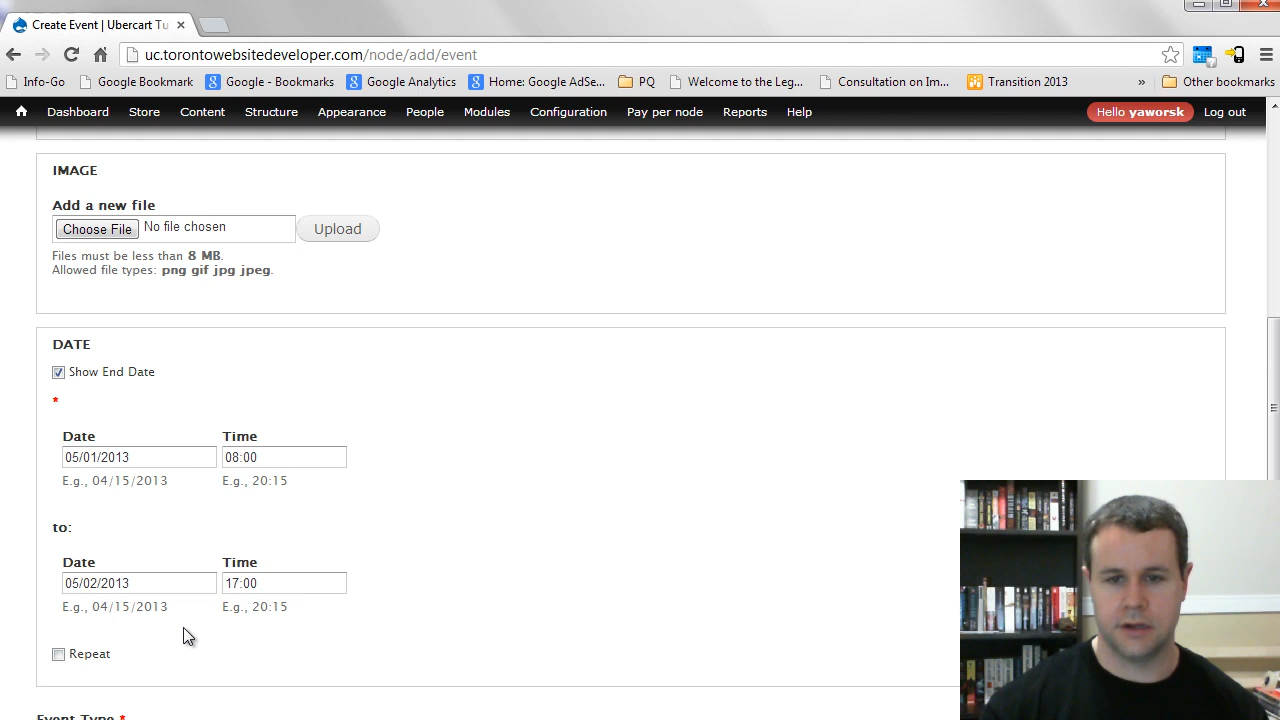 Create Event | Ubercart Tu
uc.torontowebsitedeveloper.com/node/add/event
Info-Go Google Bookmark Google - Bookmarks Google Analytics Home: Google AdSe... PQ Welcome to the Leg... Consultation on Im... Transition 2013 » Other bookmarks
Dashboard Store Content Structure Appearance People Modules Configuration Pay per node Reports Help Hello yaworsk Log out
IMAGE
Add a new file
Choose File No file chosen Upload
Files must be less than 8 MB.
Allowed file types: png gif jpg jpeg.
DATE
Show End Date
*
Date Time
05/01/2013 08:00
E.g., 04/15/2013 E.g., 20:15
to:
Date Time
05/02/2013 17:00
E.g., 04/15/2013 E.g., 20:15
Repeat
Event Type *